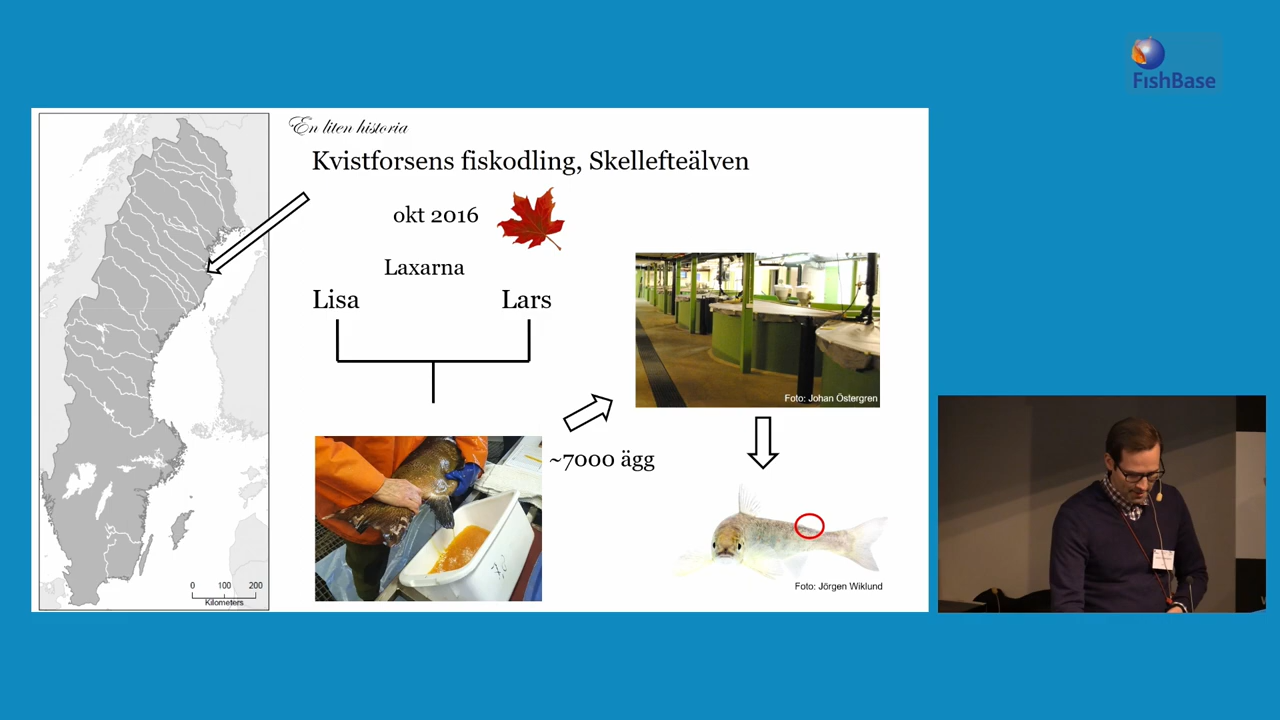 FishBase
En liten historia
Kvistforsens fiskodling, Skellefteälven
okt 2016
Laxarna
Lisa
Lars
Foto: Johan Östergren
~7000 ägg
Foto: Jörgen Wiklund
0 100 200
Kilometers